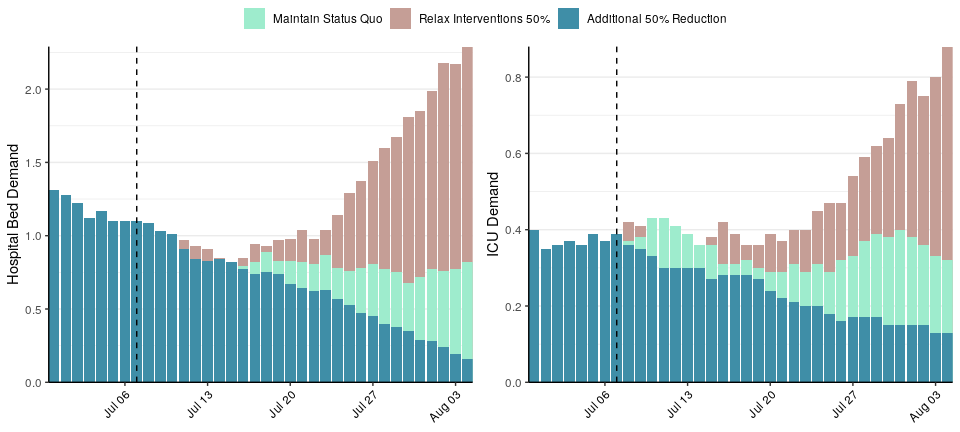 Maintain Status Quo Relax Interventions 50% Additional 50% Reduction
Hospital Bed Demand
2.0
1.5
1.0
0.5
0.0
Jul 06 Jul 13 Jul 20 Jul 27 Aug 03
ICU Demand
0.8
0.6
0.4
0.2
0.0
Jul 06 Jul 13 Jul 20 Jul 27 Aug 03